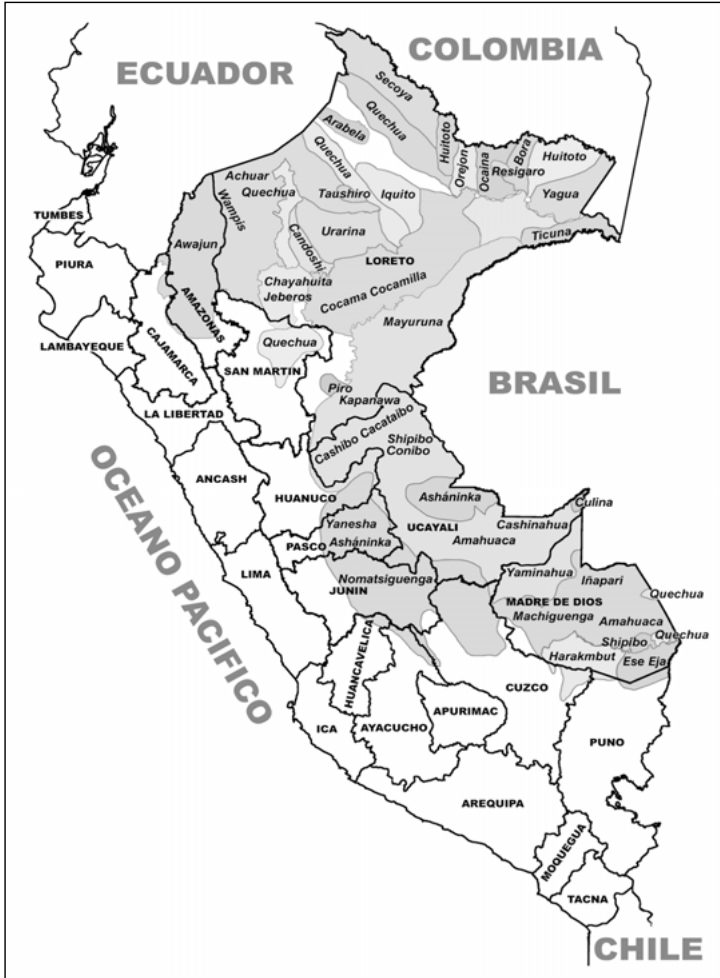 COLOMBIA
ECUADOR
Secoya
Quechua
Arabela
Huitoto
Orejon
Ocaina
Bora
Resigaro
Huitoto
Yagua
Ticuna
Quechua
Taushiro
Iquito
Achuar
Quechua
Wampis
Awajun
Candoshi
Urarina
LORETO
Cocama Cocamilla
Chayahuita
Jeberos
Mayuruna
TUMBES
PIURA
LAMBAYEQUE
CAJAMARCA
AMAZONAS
SAN MARTIN
Quechua
BRASIL
LA LIBERTAD
Piro
Kapanawa
Cashibo Cacataibo
Shipibo
Conibo
ANCASH
HUANUCO
OCEANO PACIFICO
Asháninka
UCAYALI
Culina
Cashinahua
Amahuaca
Yanesha
PASCO
Asháninka
LIMA
Nomatsiguenga
JUNIN
Yaminahua
Iñapari
Quechua
MADRE DE DIOS
Machiguenga
Amahuaca
Shipibo
Quechua
Harakmbut
Ese Eja
HUANCAVELICA
CUZCO
ICA
AYACUCHO
APURIMAC
PUNO
AREQUIPA
MOQUEGUA
TACNA
CHILE